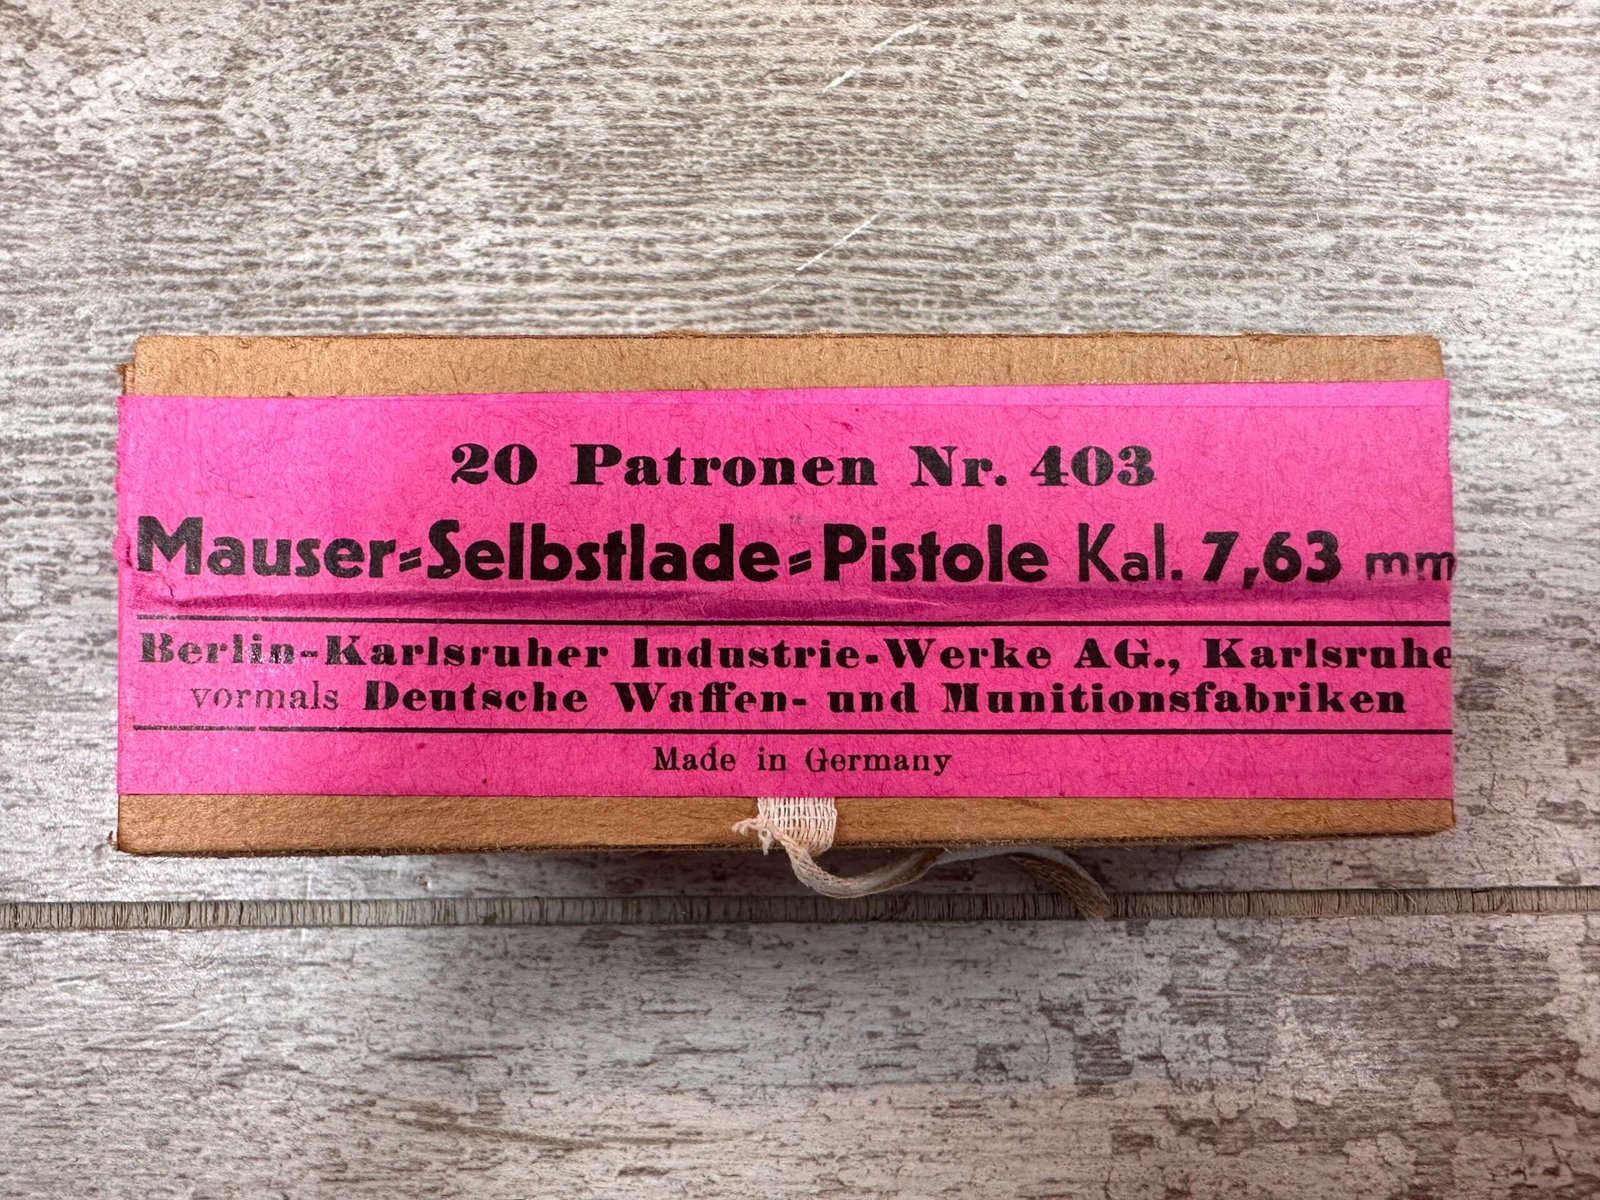 20 Patronen Nr. 403
Mauser=Selbstlade=Pistole Kal. 7,63 mm
Berlin-Karlsruher Industrie-Werke AG., Karlsruhe
vormals Deutsche Waffen- und Munitionsfabriken
Made in Germany